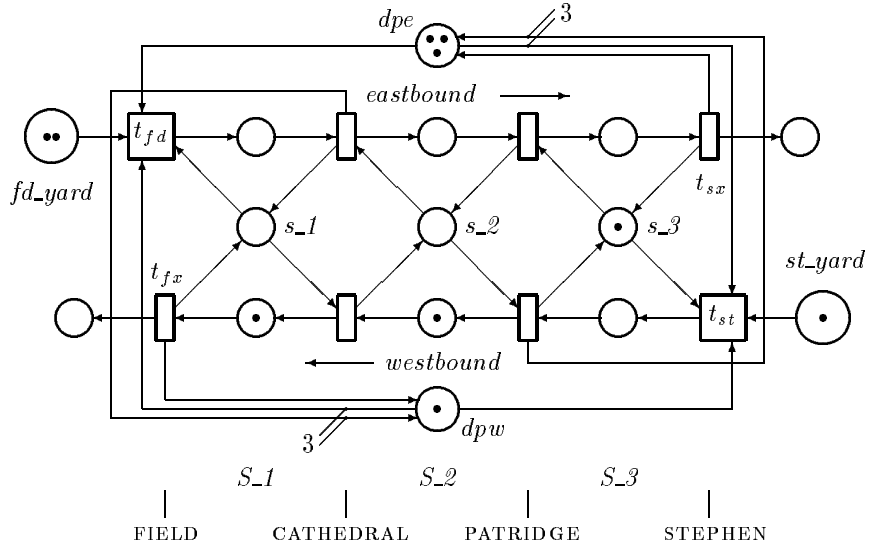 dpe
3
eastbound
t_fd
fd_yard
t_sx
s_1
s_2
s_3
t_fx
st_yard
t_st
westbound
3
dpw
S_1
S_2
S_3
FIELD
CATHEDRAL
PATRIDGE
STEPHEN